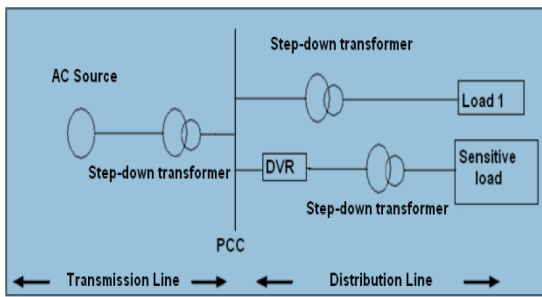 Step-down transformer
AC Source
Load 1
Step-down transformer
DVR
Sensitive
load
Step-down transformer
PCC
Transmission Line
Distribution Line